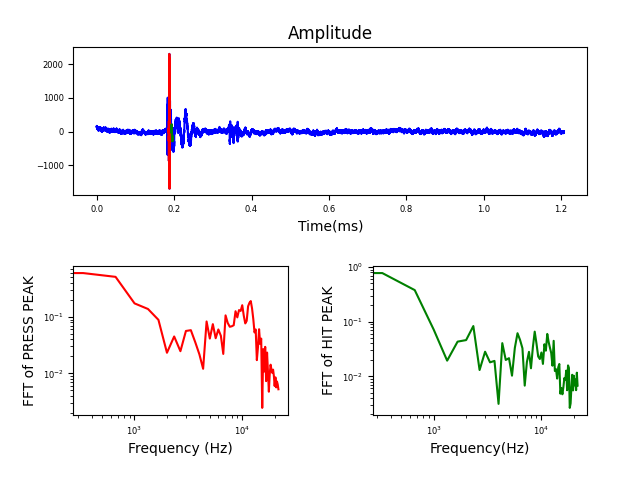 Amplitude
2000
1000
0
−1000
0.0 0.2 0.4 0.6 0.8 1.0 1.2
Time(ms)
FFT of PRESS PEAK
10⁻¹
10⁻²
10³ 10⁴
Frequency (Hz)
FFT of HIT PEAK
10⁰
10⁻¹
10⁻²
10³ 10⁴
Frequency(Hz)